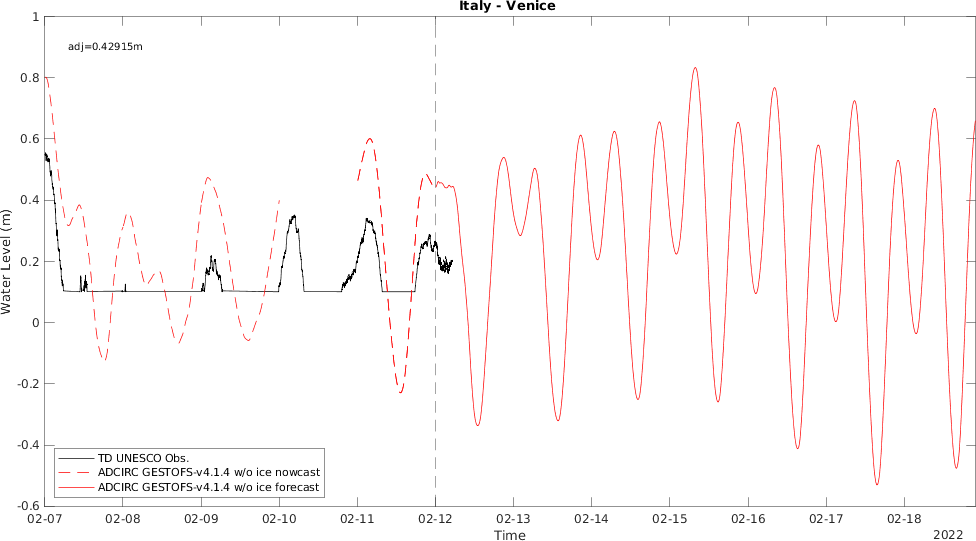 Italy - Venice
adj=0.42915m
Water Level (m)
1
0.8
0.6
0.4
0.2
0
-0.2
-0.4
-0.6
TD UNESCO Obs.
ADCIRC GESTOFS-v4.1.4 w/o ice nowcast
ADCIRC GESTOFS-v4.1.4 w/o ice forecast
02-07 02-08 02-09 02-10 02-11 02-12 02-13 02-14 02-15 02-16 02-17 02-18
Time
2022